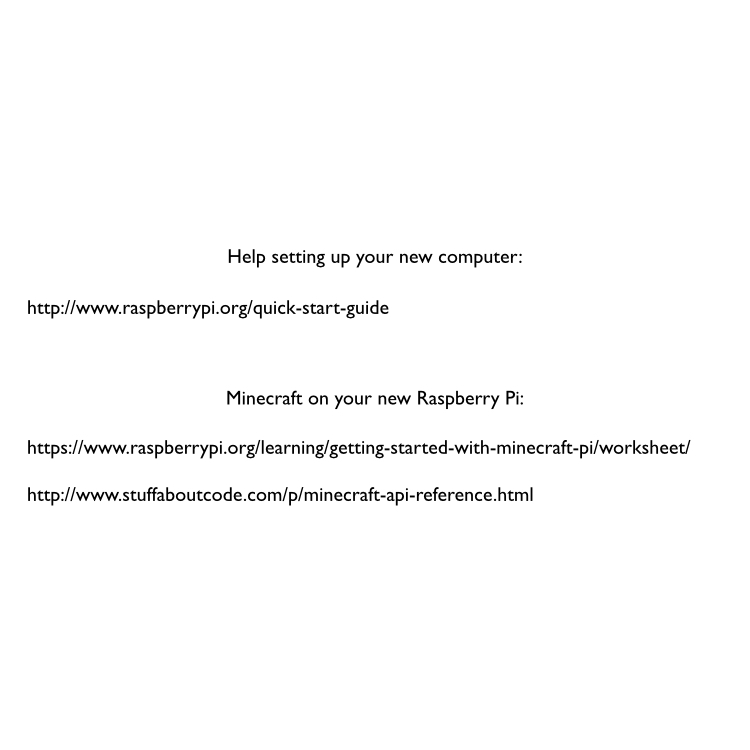 Help setting up your new computer:
http://www.raspberrypi.org/quick-start-guide
Minecraft on your new Raspberry Pi:
https://www.raspberrypi.org/learning/getting-started-with-minecraft-pi/worksheet/
http://www.stuffaboutcode.com/p/minecraft-api-reference.html